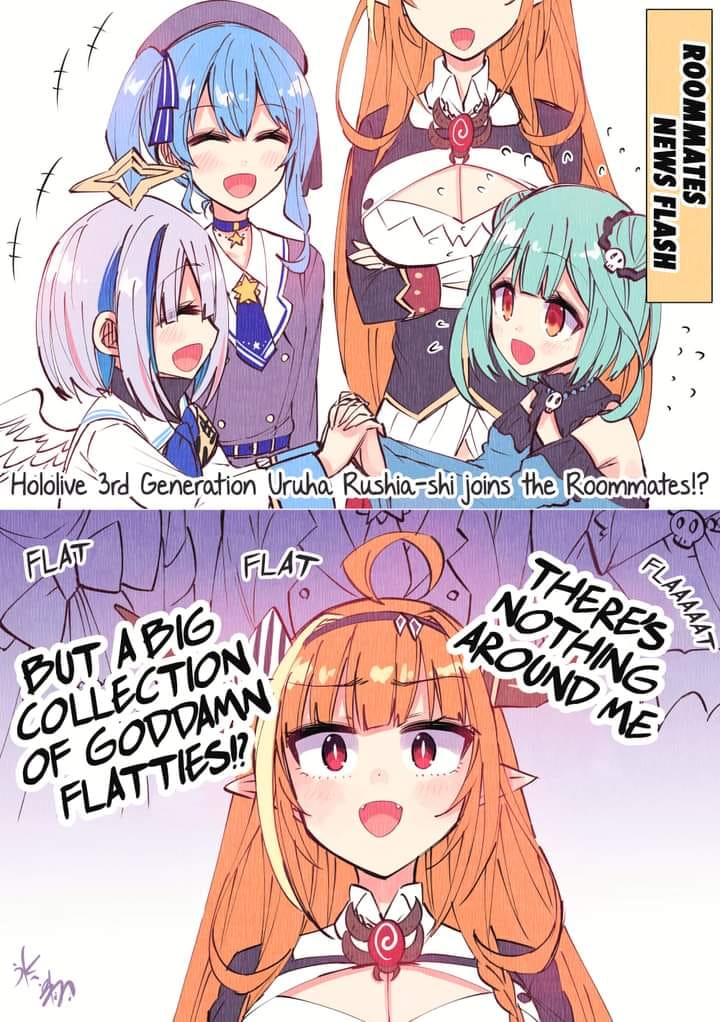 ROOMMATES
NEWS FLASH
Hololive 3rd Generation Uruha Rushia-shi joins the Roommates!?
FLAT
FLAT
FLAAAAAT
THERE'S
NOTHING
AROUND ME
BUT A BIG
COLLECTION
OF GODDAMN
FLATTIES!?